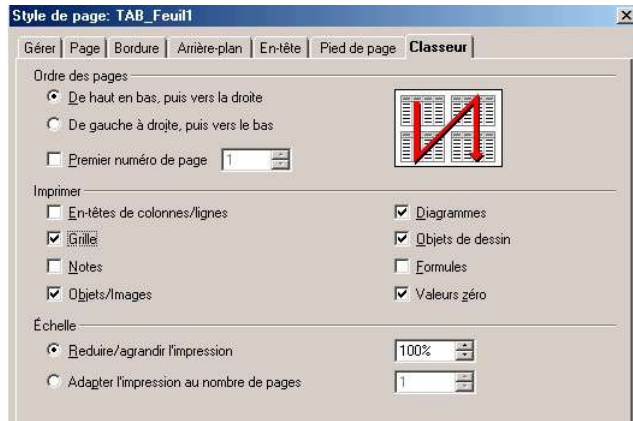 Style de page: TAB_Feuil1
Gérer Page Bordure Arrière-plan En-tête Pied de page Classeur
Ordre des pages
De haut en bas, puis vers la droite
De gauche à droite, puis vers le bas
Premier numéro de page 1
Imprimer
En-têtes de colonnes/lignes Diagrammes
Grille Objets de dessin
Notes Formules
Objets/Images Valeurs zéro
Échelle
Reduire/agrandir l'impression 100%
Adapter l'impression au nombre de pages 1